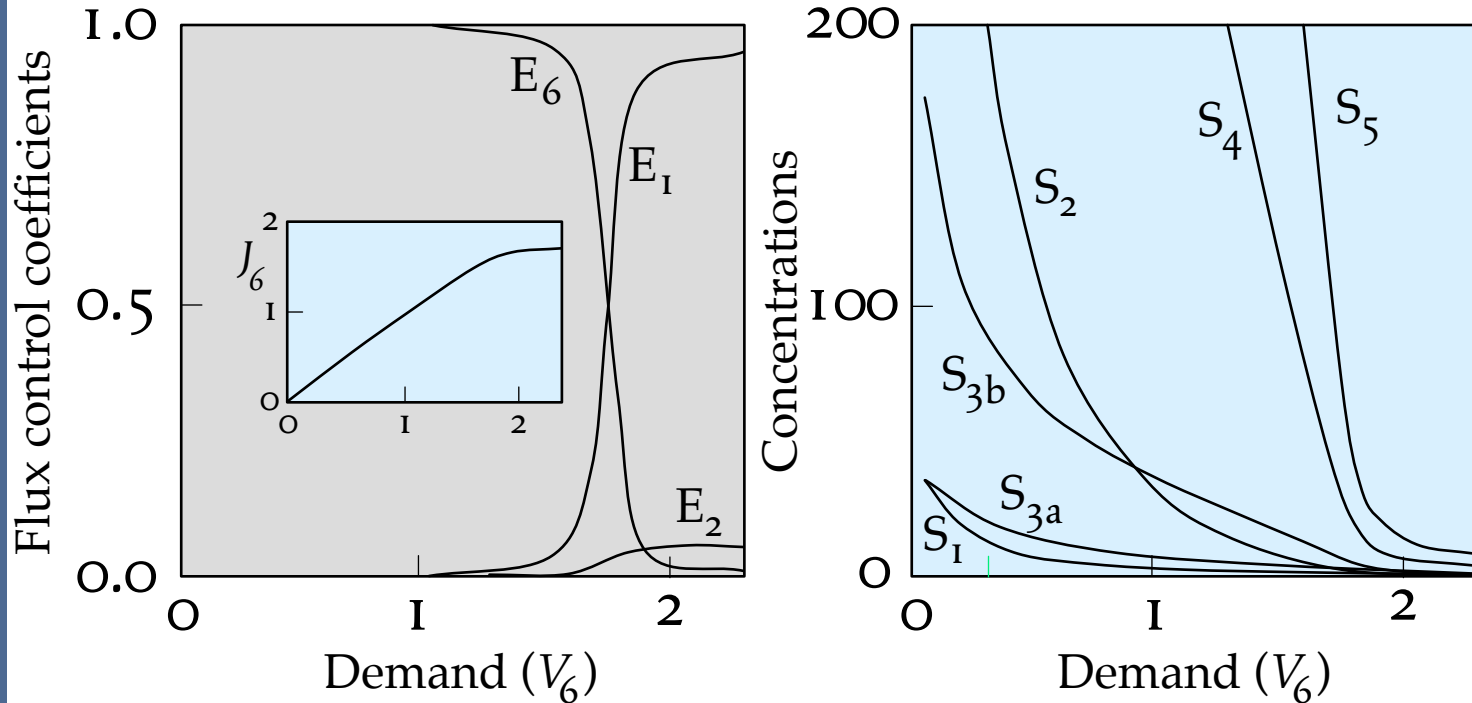 Flux control coefficients
1.0
0.5
0.0
E6
E1
E2
J6
2
1
0
0 1 2
0 1 2
Demand (V6)
Concentrations
200
100
0
S4
S5
S2
S3b
S3a
S1
0 1 2
Demand (V6)